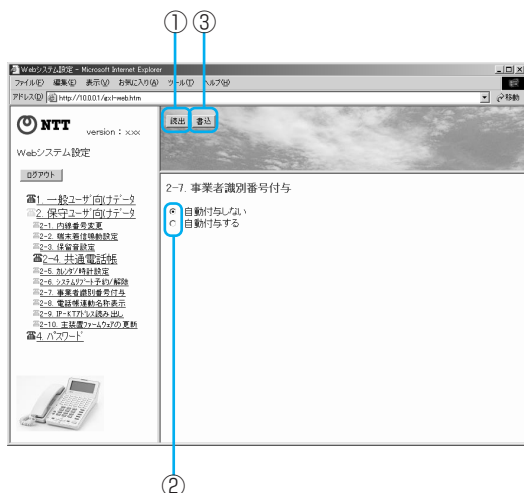 ① ③
Webシステム設定 - Microsoft Internet Explorer
ファイル(F) 編集(E) 表示(V) お気に入り(A) ツール(T) ヘルプ(H)
アドレス(D) http://10.0.0.1/gxl-web.htm 移動
NTT version：xxx
読出 書込
Webシステム設定
ログアウト
2-7. 事業者識別番号付与
自動付与しない
自動付与する
1. 一般ユーザ向けデータ
2. 保守ユーザ向けデータ
2-1. 内線番号変更
2-2. 端末着信鳴動設定
2-3. 保留音設定
2-4. 共通電話帳
2-5. カレンダ/時計設定
2-6. システムリブート予約/解除
2-7. 事業者識別番号付与
2-8. 電話帳連動名称表示
2-9. IP-KTアドレス読み出し
2-10. 主装置ファームウェアの更新
4. パスワード
②